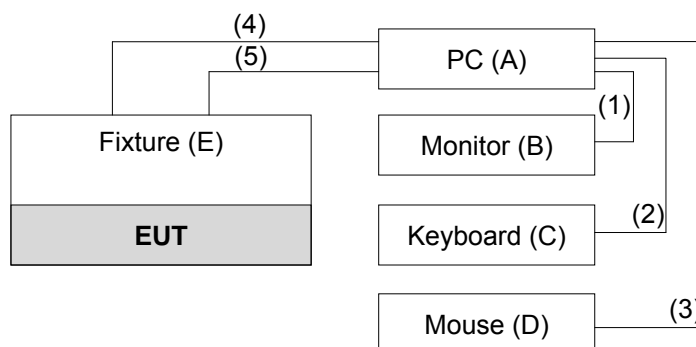 (4)
(5)
PC (A)
(1)
Fixture (E)
Monitor (B)
EUT
Keyboard (C)
(2)
Mouse (D)
(3)